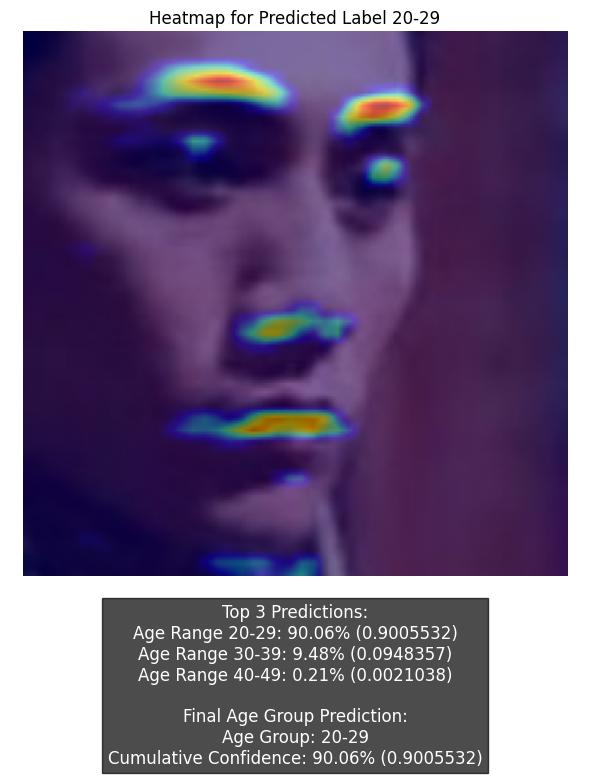 Heatmap for Predicted Label 20-29
Top 3 Predictions:
Age Range 20-29: 90.06% (0.9005532)
Age Range 30-39: 9.48% (0.0948357)
Age Range 40-49: 0.21% (0.0021038)
Final Age Group Prediction:
Age Group: 20-29
Cumulative Confidence: 90.06% (0.9005532)